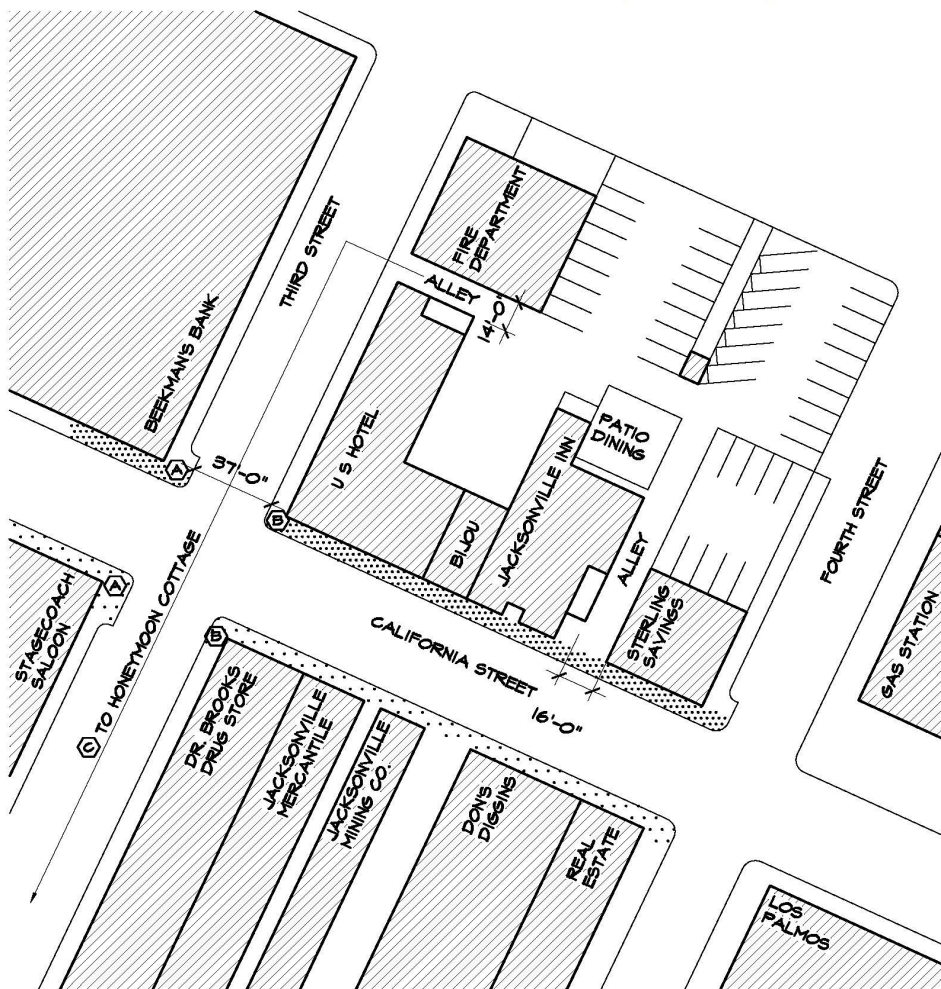 FIRE
DEPARTMENT
THIRD STREET
ALLEY
14'-0"
BEEKMAN'S BANK
A
37'-0"
U S HOTEL
PATIO
DINING
B
BIJOU
JACKSONVILLE INN
ALLEY
FOURTH STREET
STERLING
SAVINGS
GAS STATION
A
STAGECOACH
SALOON
C TO HONEYMOON COTTAGE
B
CALIFORNIA STREET
16'-0"
DR. BROOKS
DRUG STORE
JACKSONVILLE
MERCANTILE
JACKSONVILLE
MINING CO.
DON'S
DIGGINS
REAL
ESTATE
LOS
PALMOS